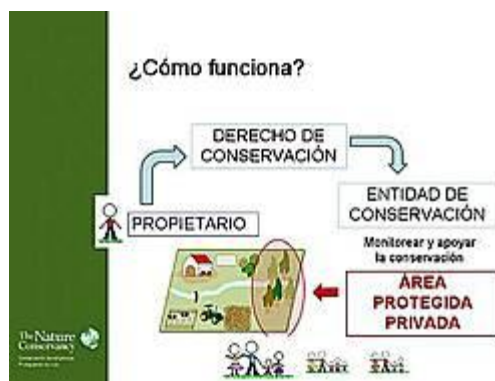 ¿Cómo funciona?
DERECHO DE
CONSERVACIÓN
PROPIETARIO
ENTIDAD DE
CONSERVACIÓN
Monitorear y apoyar
la conservación
ÁREA
PROTEGIDA
PRIVADA
The Nature
Conservancy